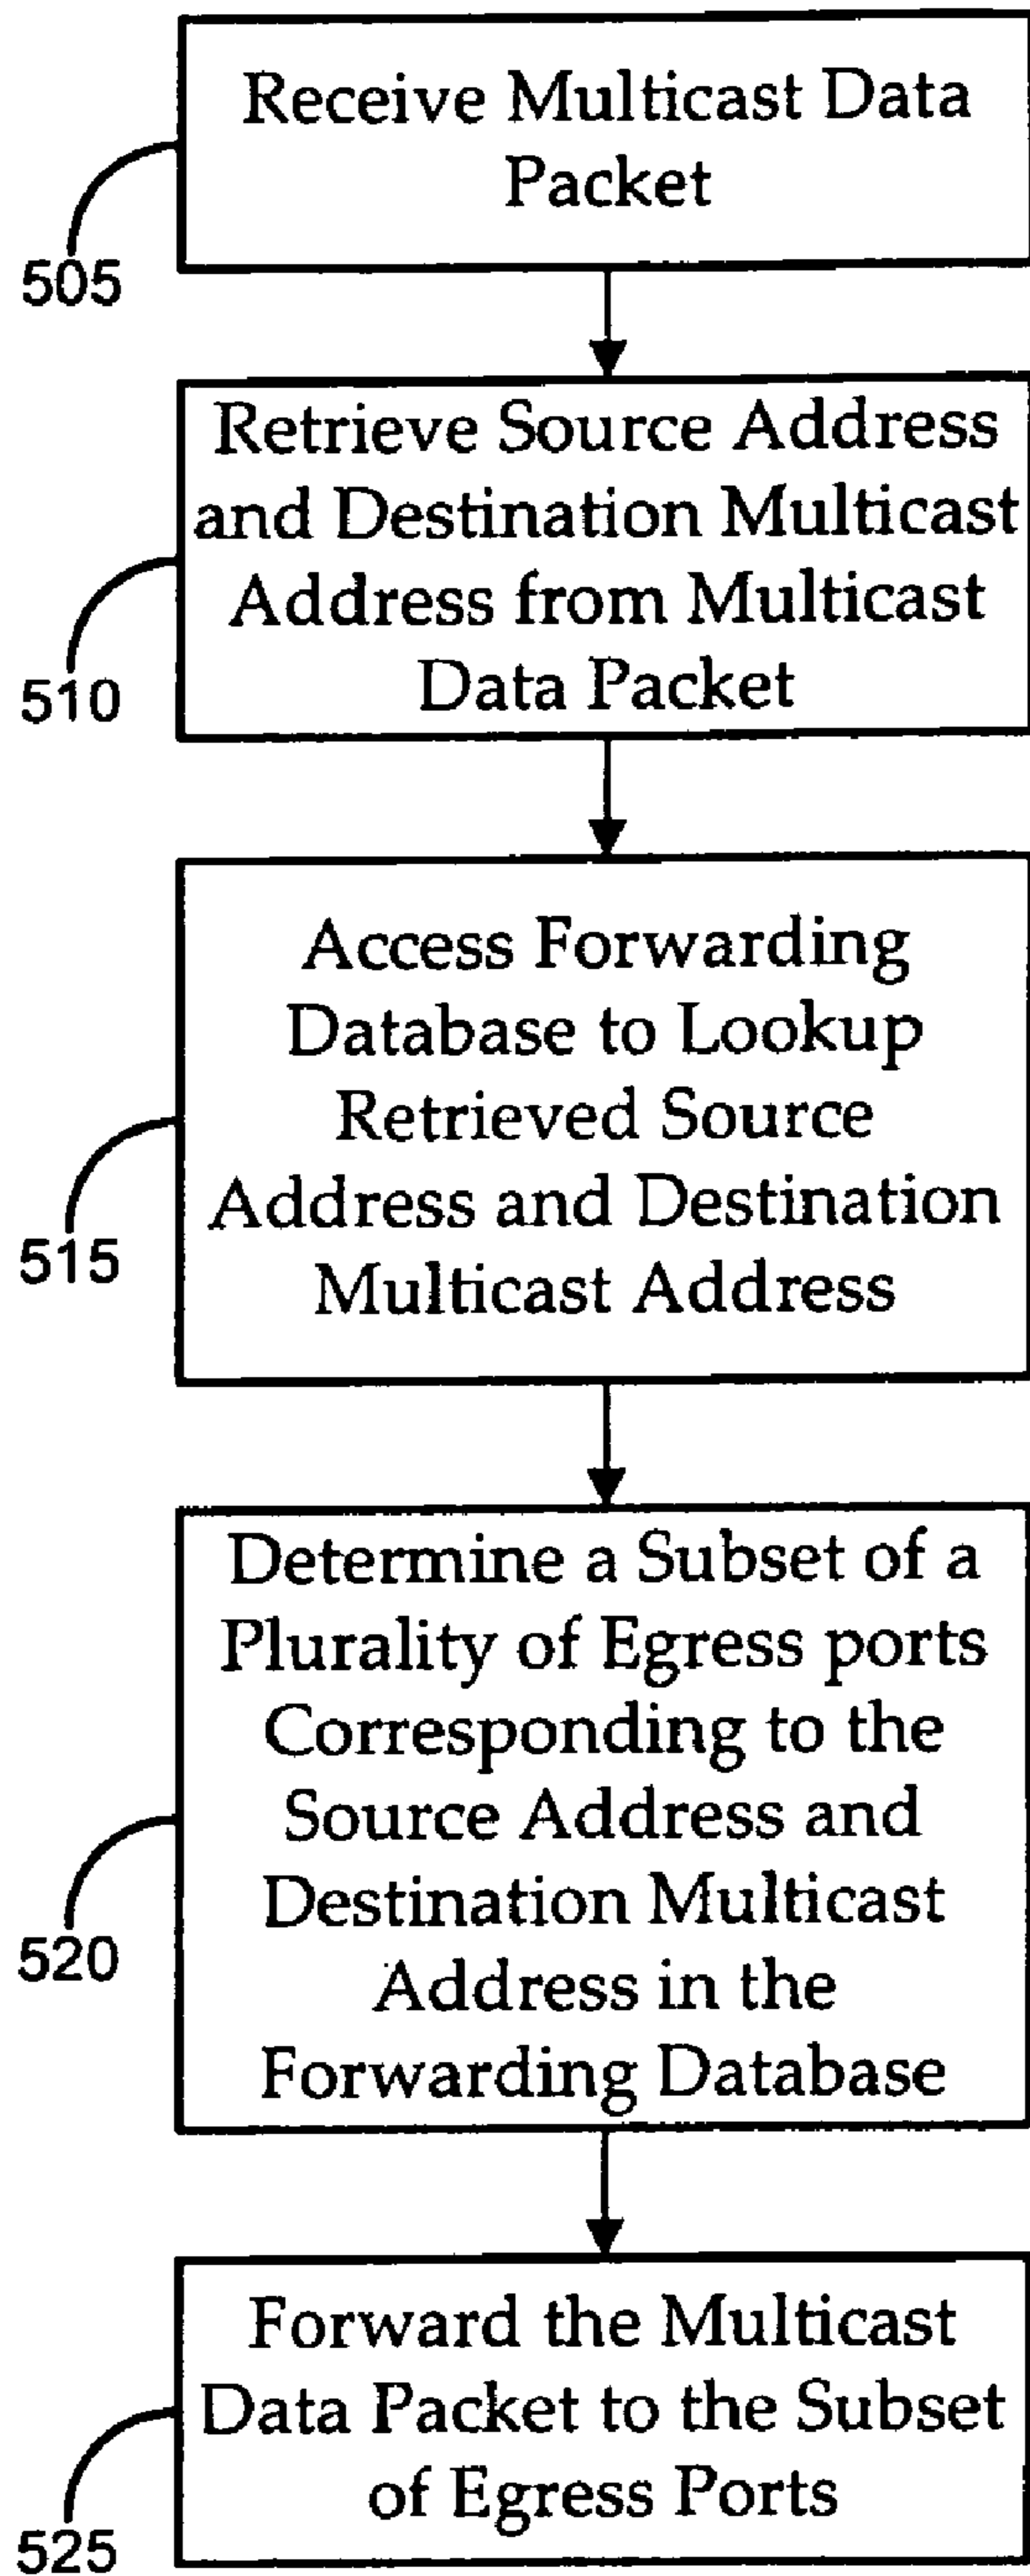 Receive Multicast Data
Packet
505
Retrieve Source Address
and Destination Multicast
Address from Multicast
Data Packet
510
Access Forwarding
Database to Lookup
Retrieved Source
Address and Destination
Multicast Address
515
Determine a Subset of a
Plurality of Egress ports
Corresponding to the
Source Address and
Destination Multicast
Address in the
Forwarding Database
520
Forward the Multicast
Data Packet to the Subset
of Egress Ports
525